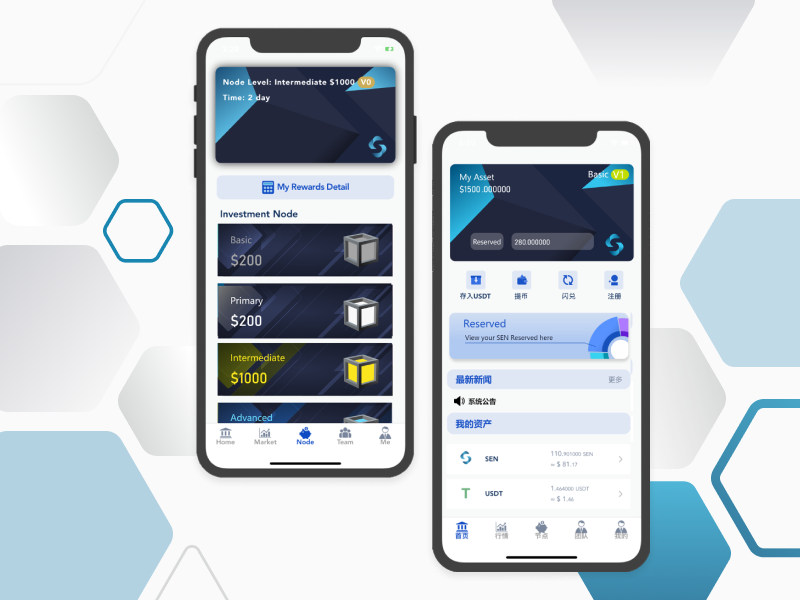 Node Level: Intermediate $1000 V0
Time: 2 day
My Rewards Detail
Investment Node
Basic
$200
Primary
$200
Intermediate
$1000
Advanced
Home Market Node Team Me
My Asset
Basic V1
$1500.000000
Reserved 280.000000
存入USDT 提币 闪兑 注册
Reserved
View your SEN Reserved here
最新新闻 更多
系统公告
我的资产
SEN
110.901000 SEN
≈ $ 81.17
T USDT
1.464000 USDT
≈ $ 1.46
首页 行情 节点 团队 我的